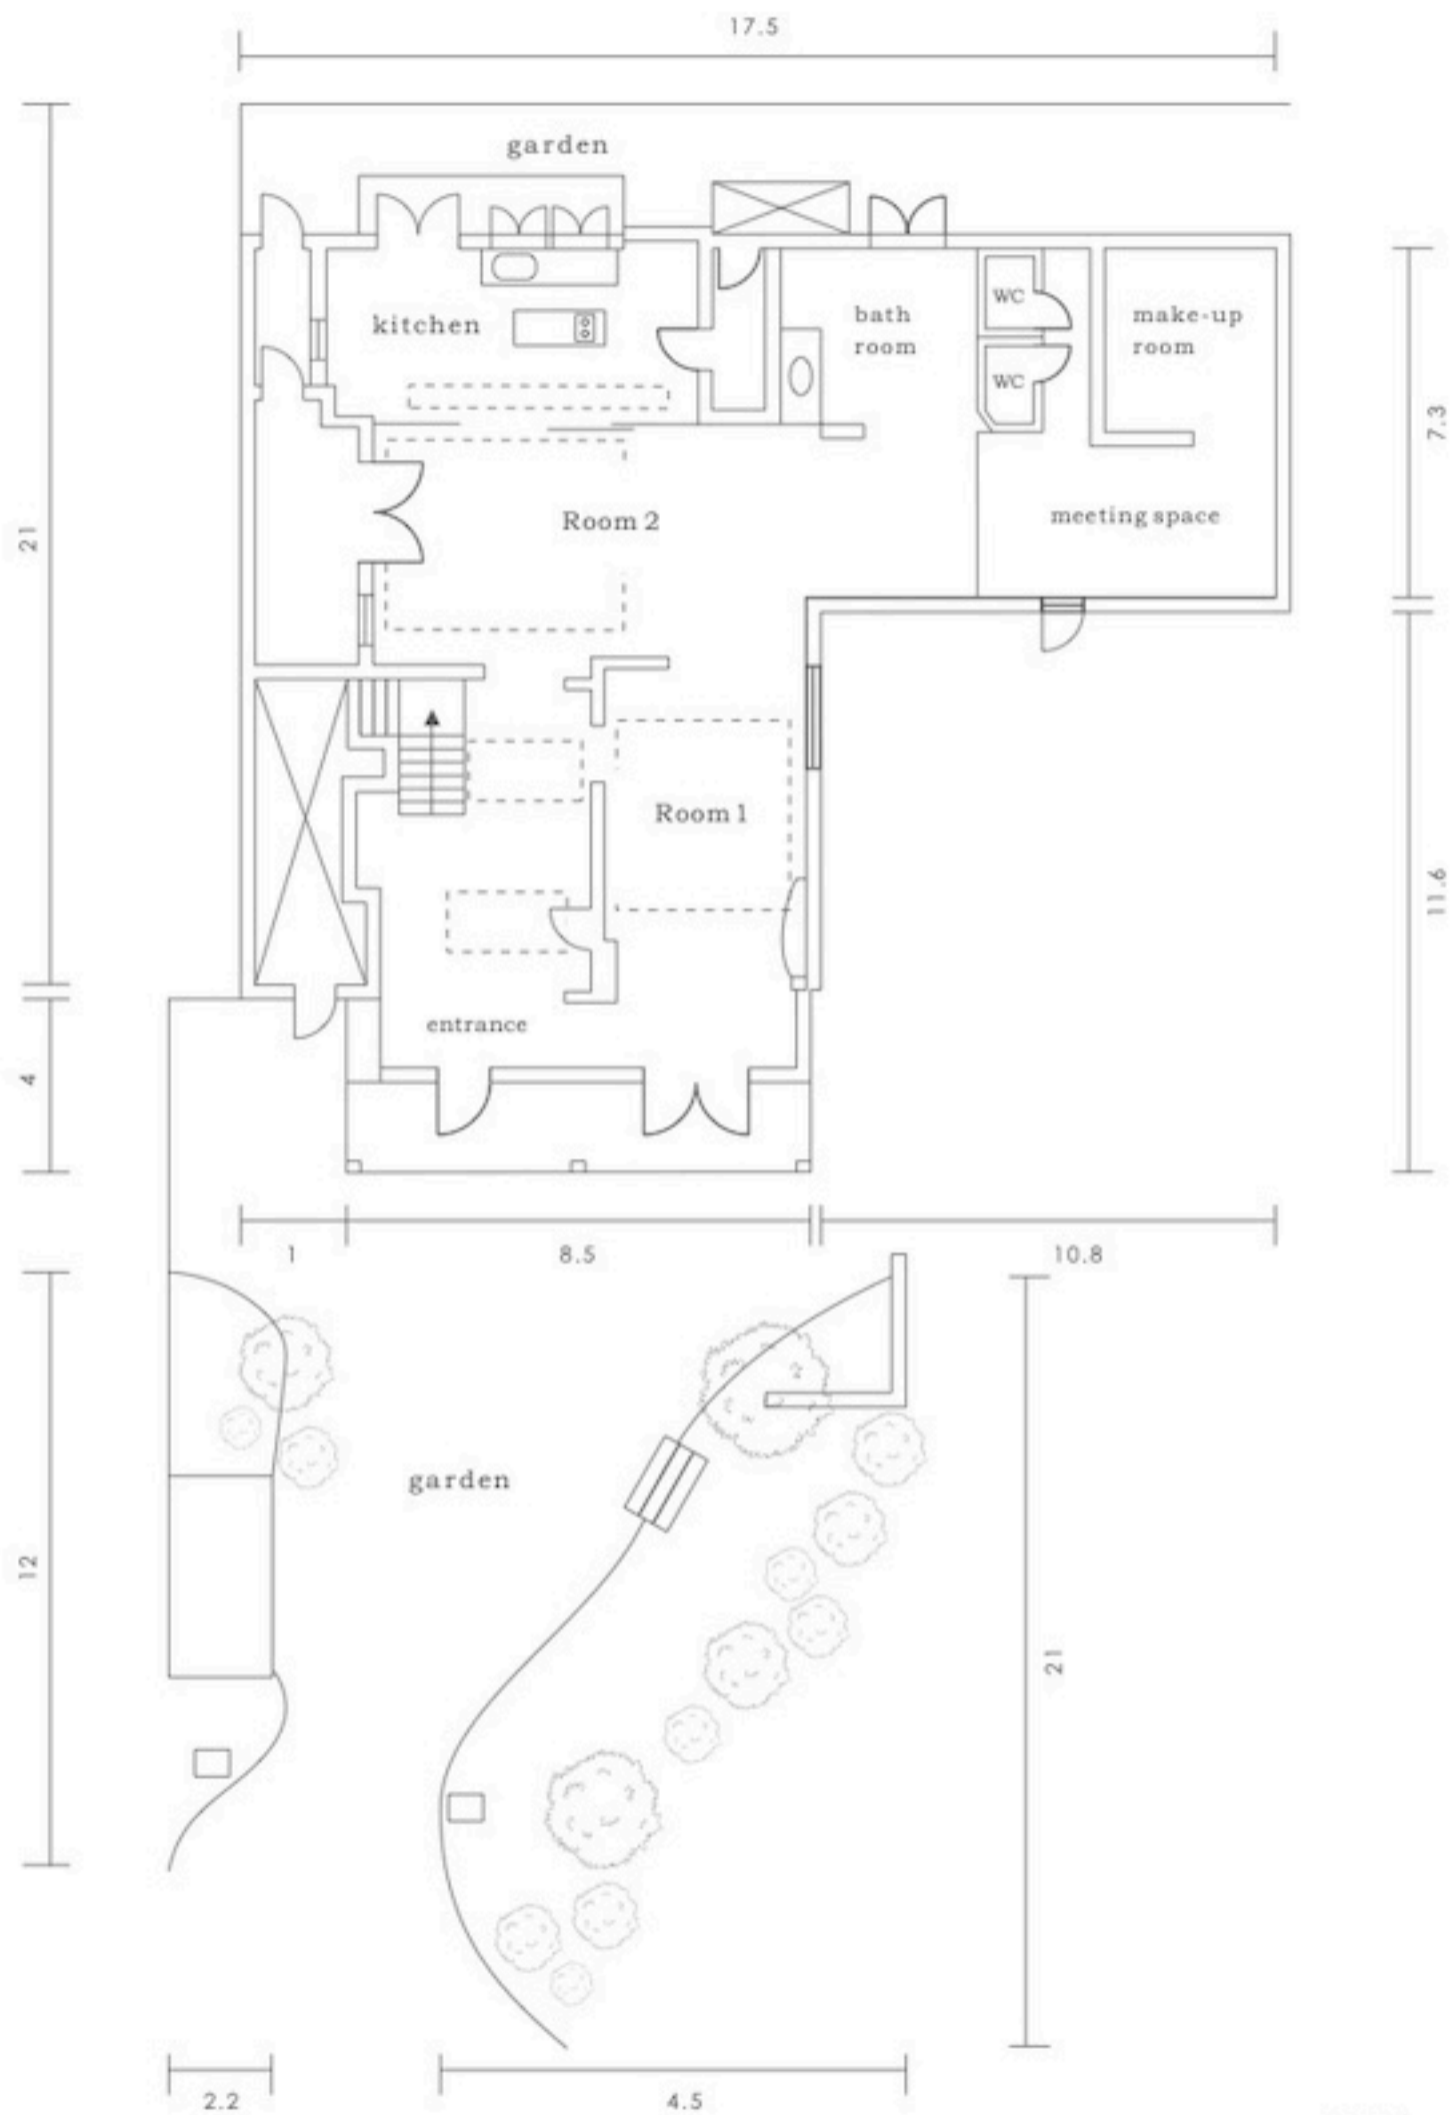 17.5
garden
kitchen
bath
room
WC
WC
make-up
room
21
7.3
Room 2
meeting space
Room 1
11.6
entrance
4
1
8.5
10.8
garden
12
21
2.2
4.5